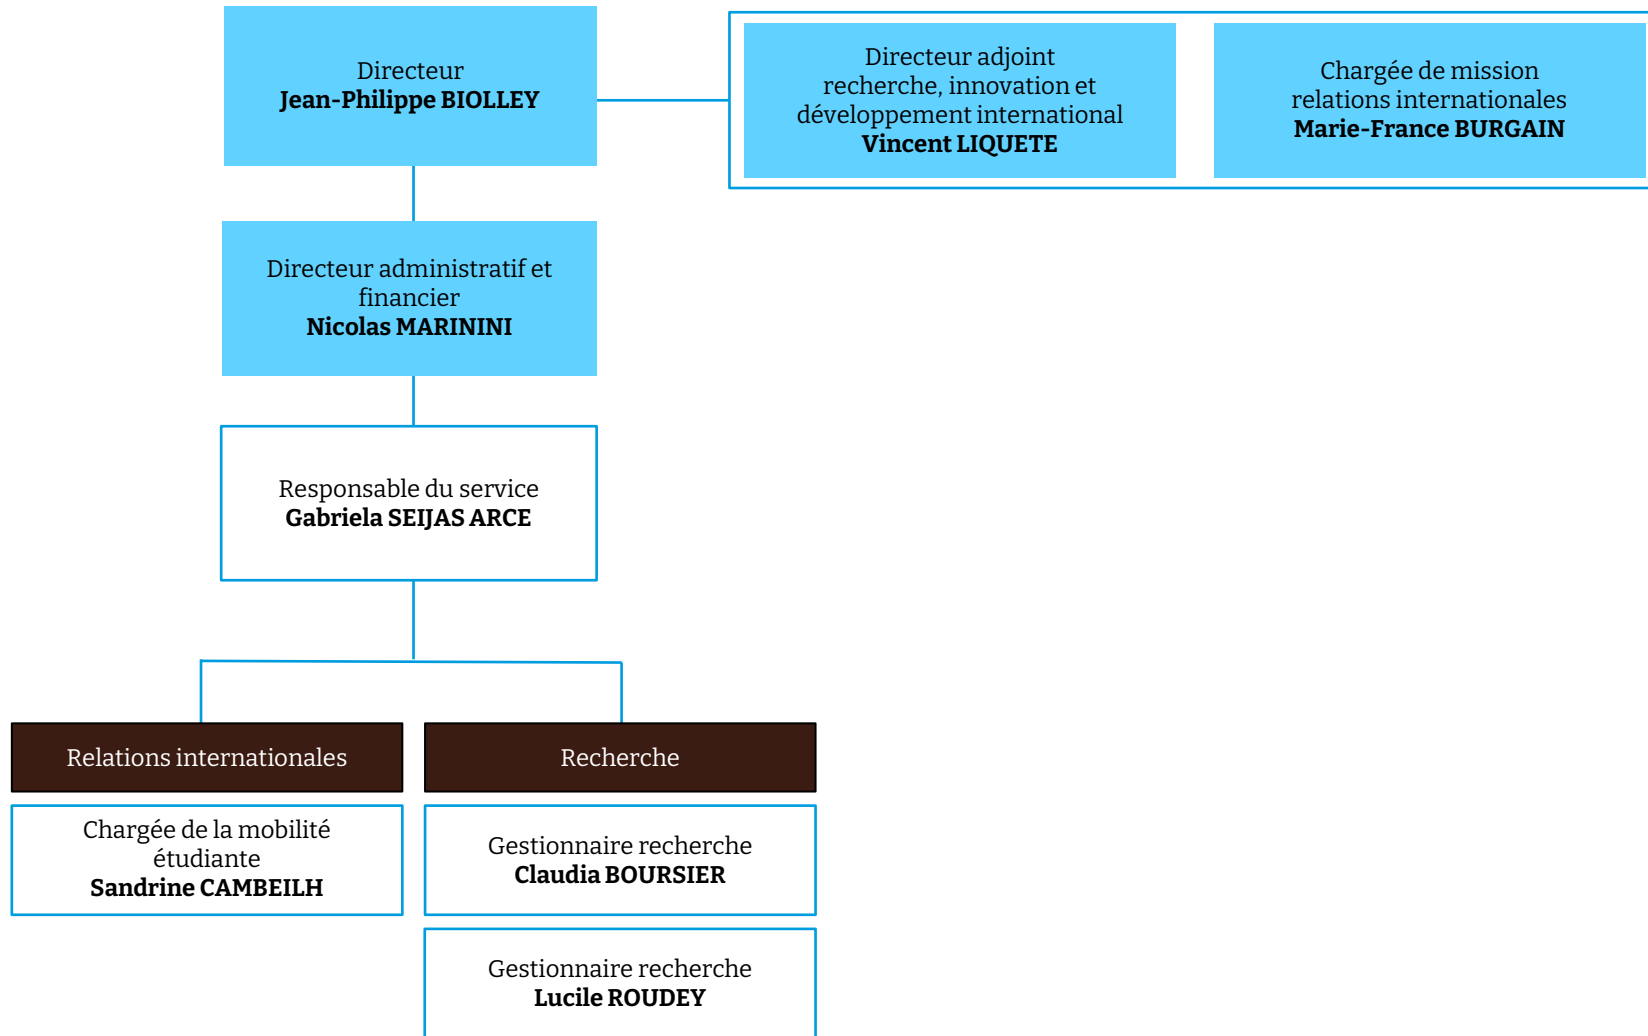 Directeur
Jean-Philippe BIOLLEY
Directeur adjoint
recherche, innovation et
développement international
Vincent LIQUETE
Chargée de mission
relations internationales
Marie-France BURGAIN
Directeur administratif et
financier
Nicolas MARININI
Responsable du service
Gabriela SEIJAS ARCE
Relations internationales
Recherche
Chargée de la mobilité
étudiante
Sandrine CAMBEILH
Gestionnaire recherche
Claudia BOURSIER
Gestionnaire recherche
Lucile ROUDEY